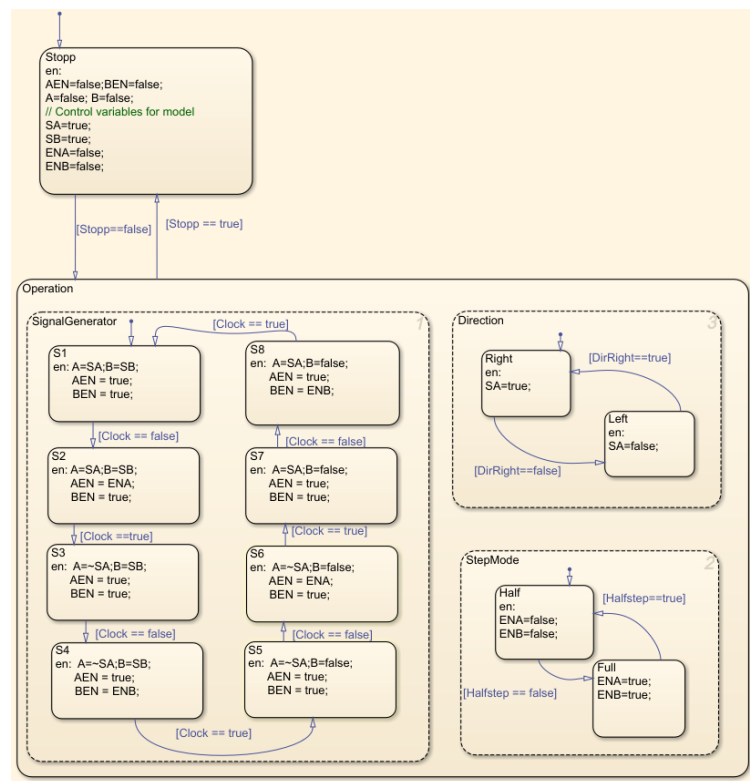 Stopp
en:
AEN=false;BEN=false;
A=false; B=false;
// Control variables for model
SA=true;
SB=true;
ENA=false;
ENB=false;
[Stopp==false]
[Stopp == true]
Operation
SignalGenerator
1
[Clock == true]
S1
en: A=SA;B=SB;
AEN = true;
BEN = true;
[Clock == false]
S2
en: A=SA;B=SB;
AEN = ENA;
BEN = true;
[Clock ==true]
S3
en: A=~SA;B=SB;
AEN = true;
BEN = true;
[Clock == false]
S4
en: A=~SA;B=SB;
AEN = true;
BEN = ENB;
[Clock == true]
S8
en: A=SA;B=false;
AEN = true;
BEN = ENB;
[Clock == false]
S7
en: A=SA;B=false;
AEN = true;
BEN = true;
[Clock == true]
S6
en: A=~SA;B=false;
AEN = ENA;
BEN = true;
[Clock == false]
S5
en: A=~SA;B=false;
AEN = true;
BEN = true;
Direction
3
Right
en:
SA=true;
[DirRight==true]
Left
en:
SA=false;
[DirRight==false]
StepMode
2
Half
en:
ENA=false;
ENB=false;
[Halfstep==true]
Full
ENA=true;
ENB=true;
[Halfstep == false]